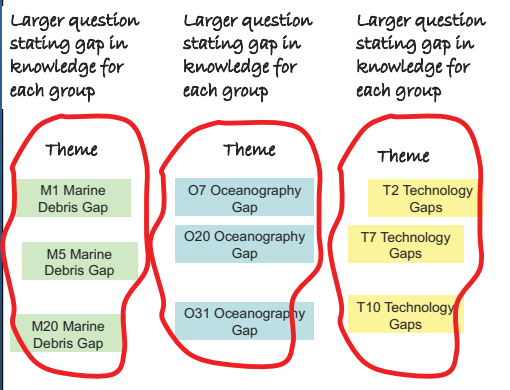 Larger question
stating gap in
knowledge for
each group
Theme
M1 Marine
Debris Gap
M5 Marine
Debris Gap
M20 Marine
Debris Gap
Larger question
stating gap in
knowledge for
each group
Theme
O7 Oceanography
Gap
O20 Oceanography
Gap
O31 Oceanography
Gap
Larger question
stating gap in
knowledge for
each group
Theme
T2 Technology
Gaps
T7 Technology
Gaps
T10 Technology
Gaps